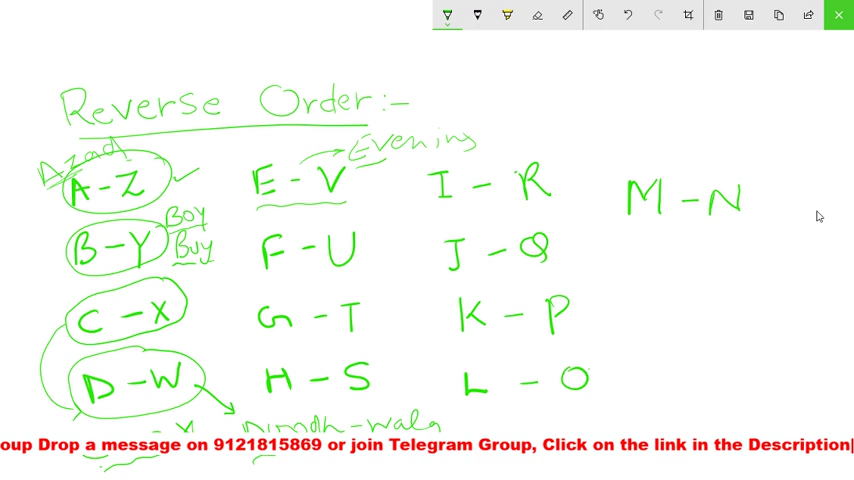 Reverse Order:-
Azad
A-Z E-V Evening I-R M-N
Boy
B-Y Buy F-U J-Q
C-X G-T K-P
D-W H-S L-O
-wala
oup Drop a message on 9121815869 or join Telegram Group, Click on the link in the Description|